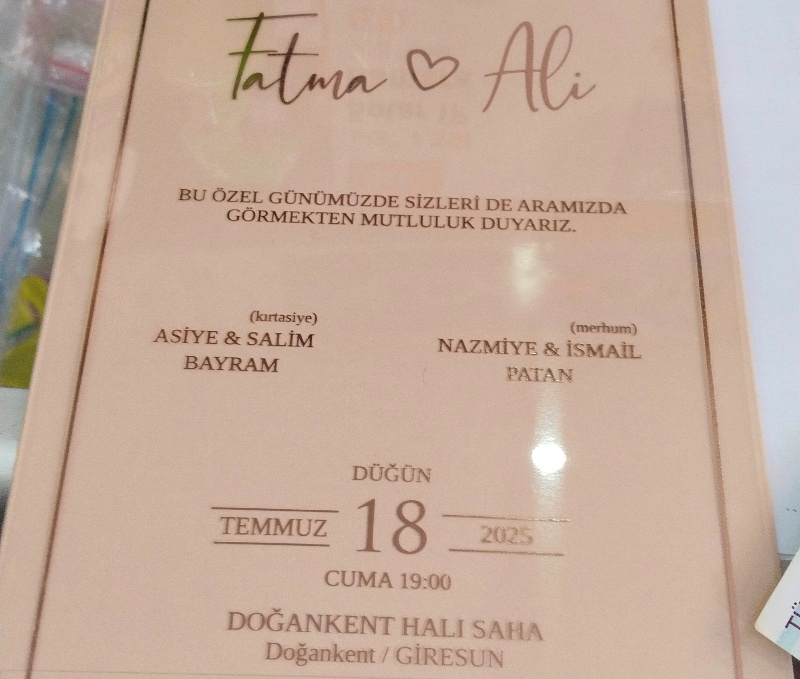 Fatma ♡ Ali
BU ÖZEL GÜNÜMÜZDE SİZLERİ DE ARAMIZDA
GÖRMEKTEN MUTLULUK DUYARIZ.
(kırtasiye)
ASİYE & SALİM
BAYRAM
(merhum)
NAZMİYE & İSMAİL
PATAN
DÜĞÜN
TEMMUZ 18 2025
CUMA 19:00
DOĞANKENT HALI SAHA
Doğankent / GİRESUN